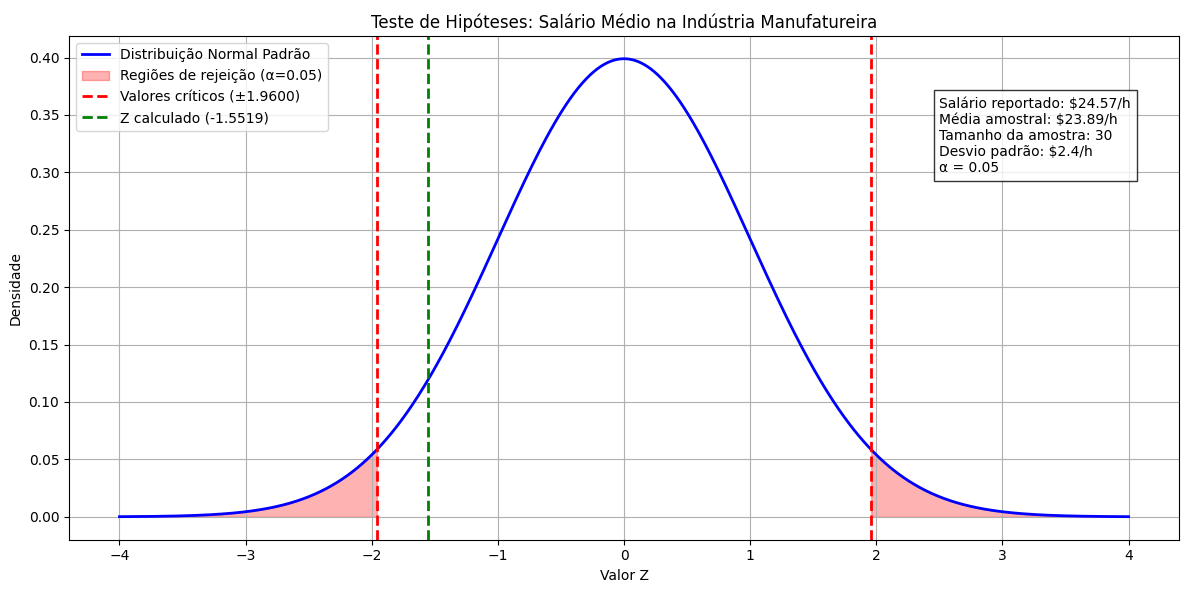 Teste de Hipóteses: Salário Médio na Indústria Manufatureira
Distribuição Normal Padrão
Regiões de rejeição (α=0.05)
Valores críticos (±1.9600)
Z calculado (-1.5519)
Salário reportado: $24.57/h
Média amostral: $23.89/h
Tamanho da amostra: 30
Desvio padrão: $2.4/h
α = 0.05
Densidade
0.40
0.35
0.30
0.25
0.20
0.15
0.10
0.05
0.00
−4
−3
−2
−1
0
1
2
3
4
Valor Z